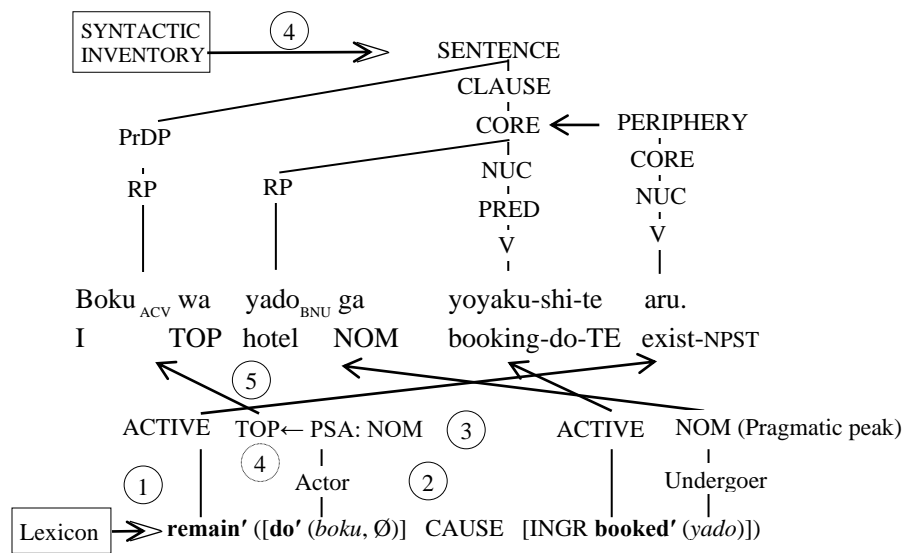 SYNTACTIC
INVENTORY
4
SENTENCE
CLAUSE
PrDP CORE PERIPHERY
CORE
RP RP NUC NUC
PRED V
V
Boku ACV wa yado BNU ga yoyaku-shi-te aru.
I TOP hotel NOM booking-do-TE exist-NPST
5
ACTIVE TOP← PSA: NOM 3 ACTIVE NOM (Pragmatic peak)
4
1 Actor 2 Undergoer
Lexicon remain′ ([do′ (boku, Ø)] CAUSE [INGR booked′ (yado)])